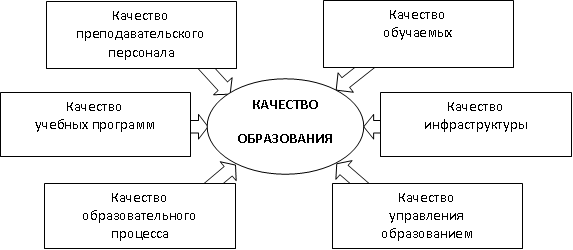 Качество
преподавательского
персонала
Качество
обучаемых
Качество
учебных программ
КАЧЕСТВО
ОБРАЗОВАНИЯ
Качество
инфраструктуры
Качество
образовательного
процесса
Качество
управления
образованием